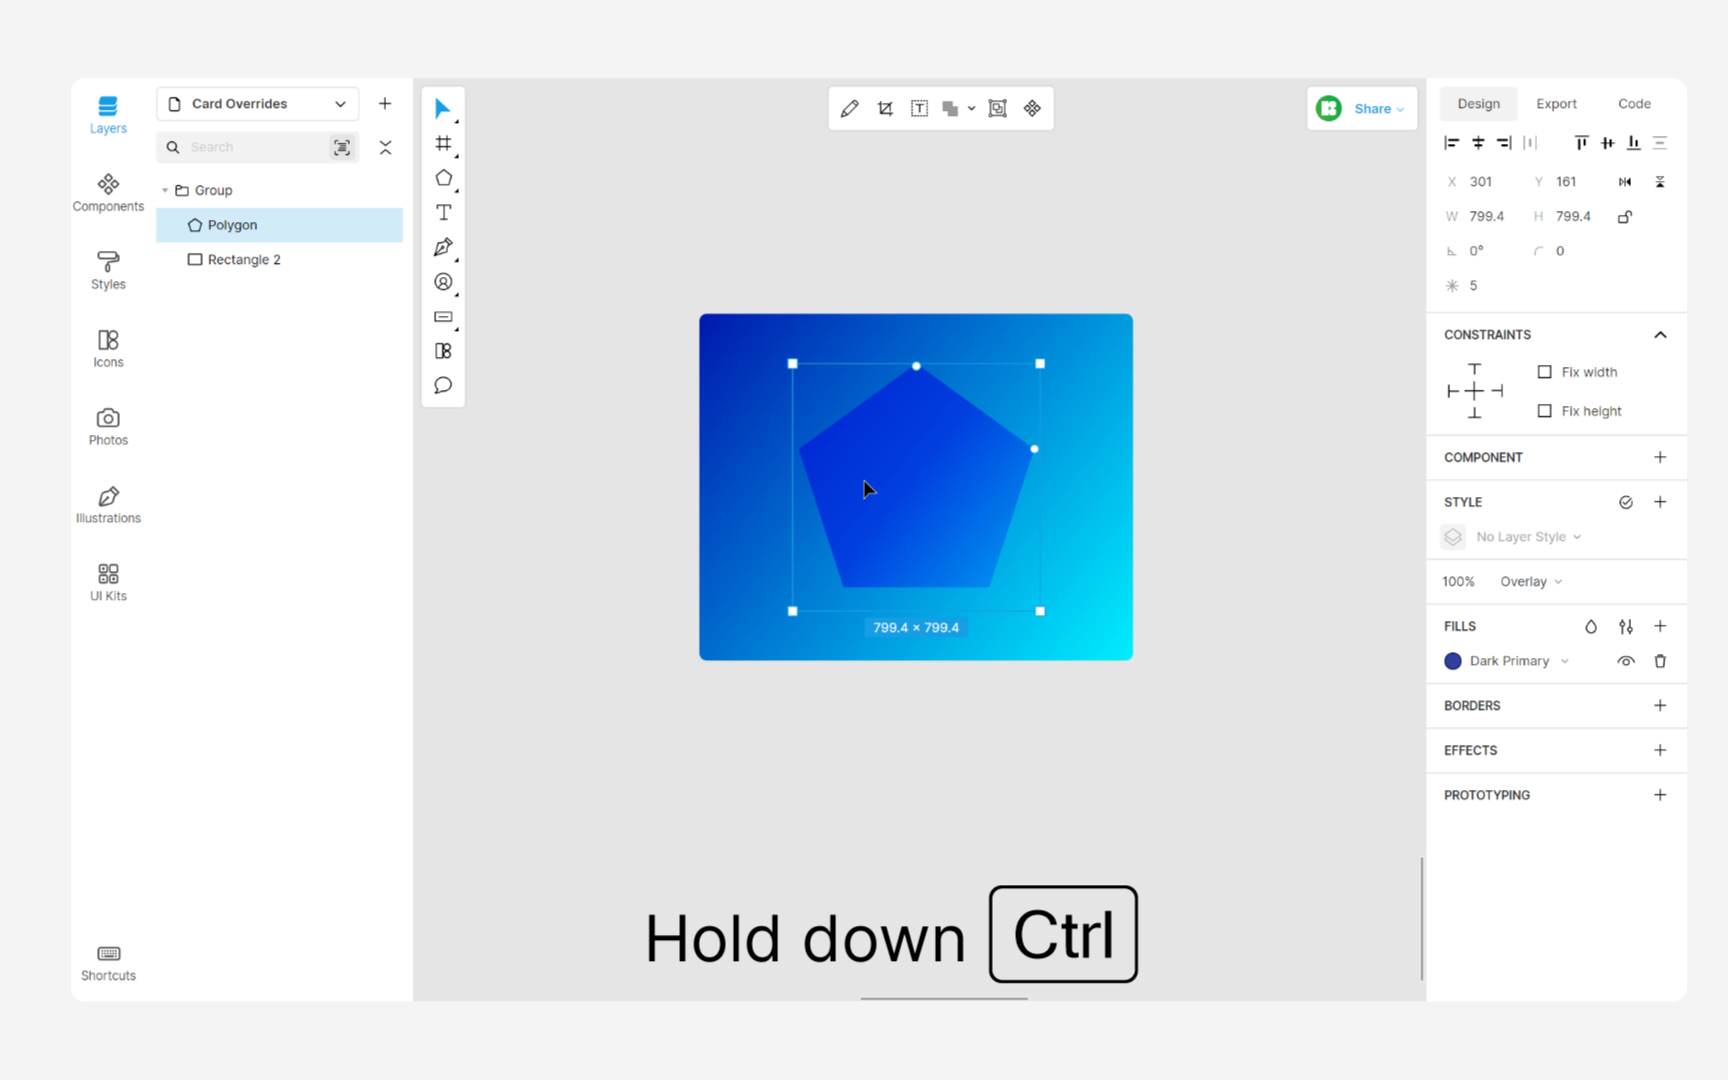 Layers
Components
Styles
Icons
Photos
Illustrations
UI Kits
Shortcuts
Card Overrides
Search
Group
Polygon
Rectangle 2
T
Share
799.4 × 799.4
Hold down Ctrl
Design Export Code
X 301 Y 161
W 799.4 H 799.4
0° 0
5
CONSTRAINTS
Fix width
Fix height
COMPONENT
STYLE
No Layer Style
100% Overlay
FILLS
Dark Primary
BORDERS
EFFECTS
PROTOTYPING